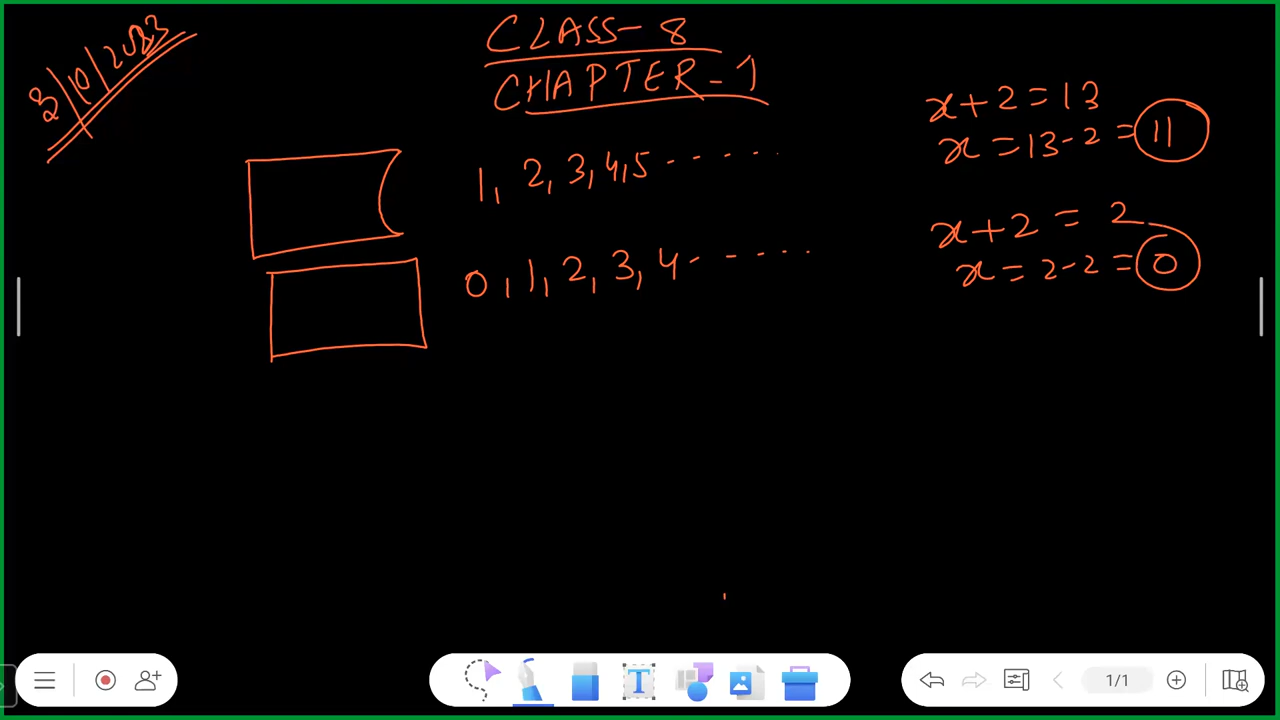 3/10/2023
CLASS-8
CHAPTER-1
1, 2, 3, 4, 5 ------
0, 1, 2, 3, 4 ------
x+2=13
x=13-2=11
x+2=2
x=2-2=0
T
1/1